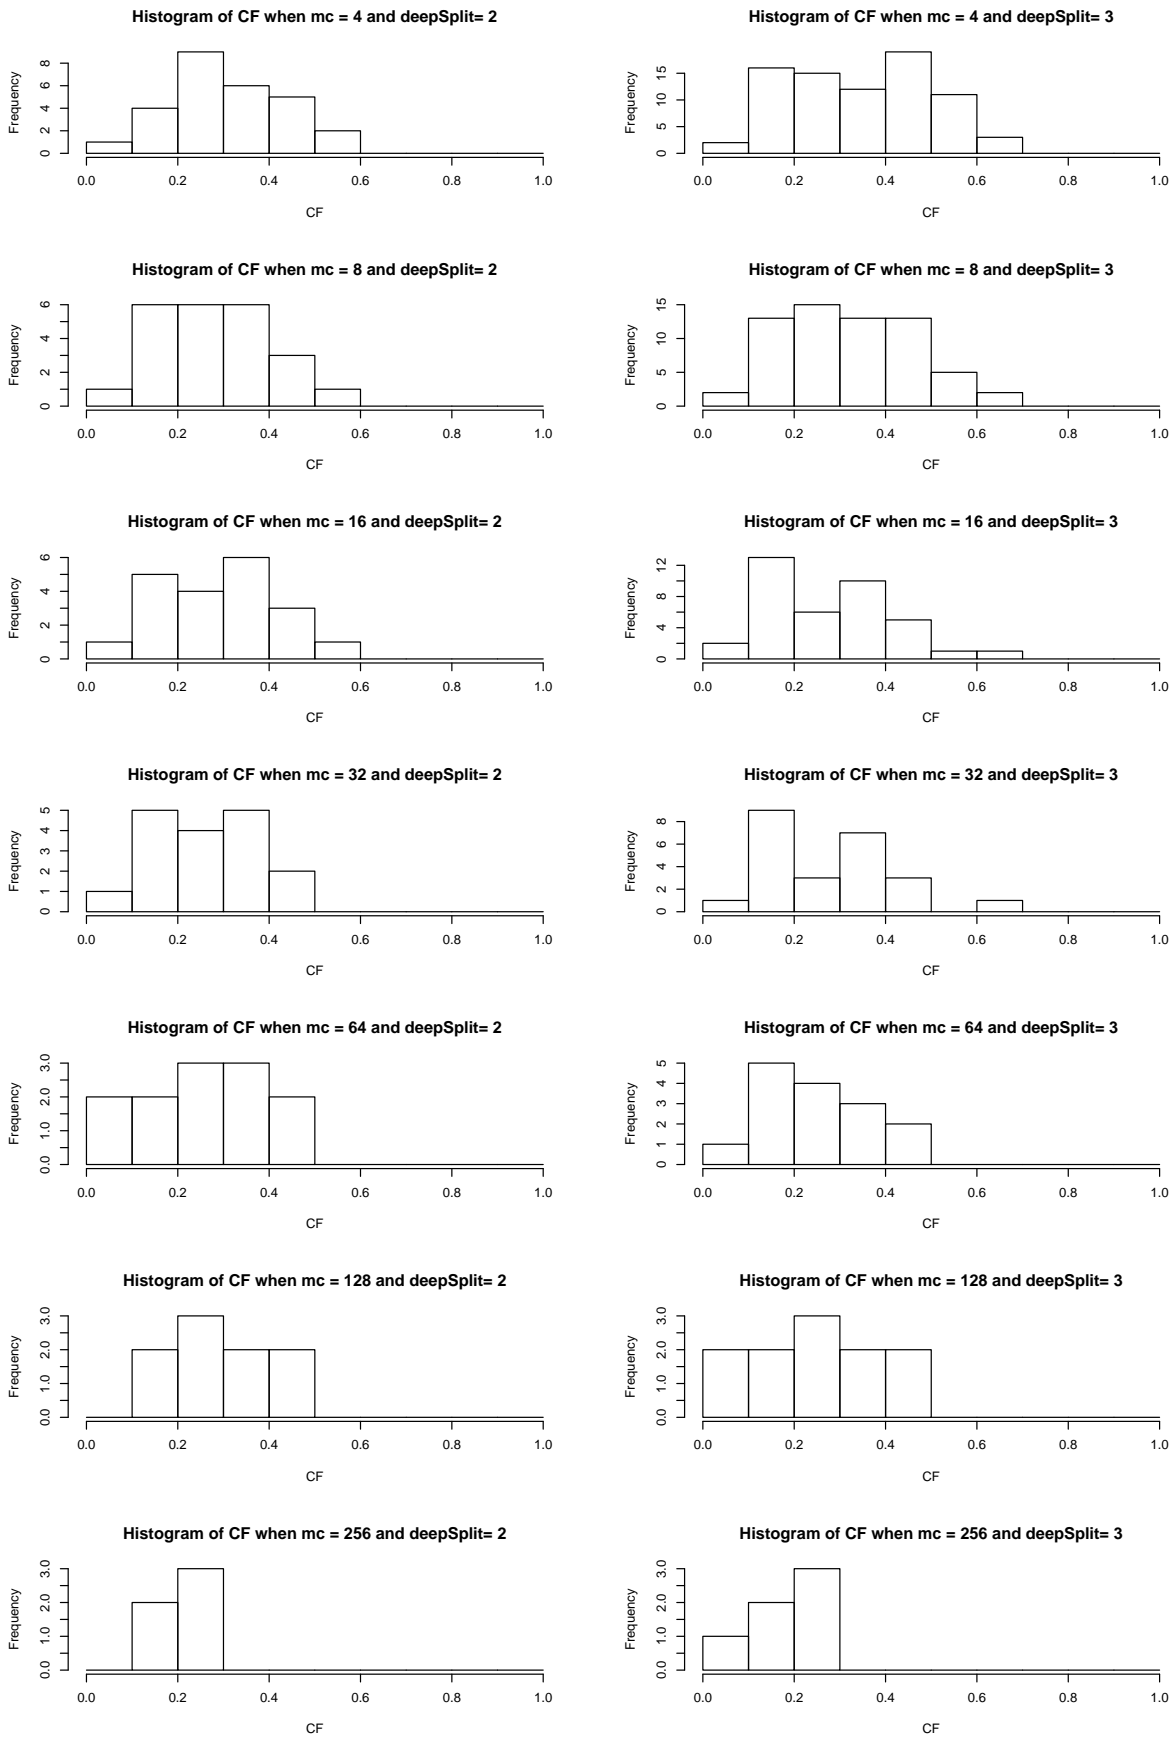 Histogram of CF when mc = 4 and deepSplit= 2
Frequency
0 2 4 6 8
0.0 0.2 0.4 0.6 0.8 1.0
CF
Histogram of CF when mc = 4 and deepSplit= 3
Frequency
0 5 10 15
0.0 0.2 0.4 0.6 0.8 1.0
CF
Histogram of CF when mc = 8 and deepSplit= 2
Frequency
0 2 4 6
0.0 0.2 0.4 0.6 0.8 1.0
CF
Histogram of CF when mc = 8 and deepSplit= 3
Frequency
0 5 10 15
0.0 0.2 0.4 0.6 0.8 1.0
CF
Histogram of CF when mc = 16 and deepSplit= 2
Frequency
0 2 4 6
0.0 0.2 0.4 0.6 0.8 1.0
CF
Histogram of CF when mc = 16 and deepSplit= 3
Frequency
0 4 8 12
0.0 0.2 0.4 0.6 0.8 1.0
CF
Histogram of CF when mc = 32 and deepSplit= 2
Frequency
0 1 2 3 4 5
0.0 0.2 0.4 0.6 0.8 1.0
CF
Histogram of CF when mc = 32 and deepSplit= 3
Frequency
0 2 4 6 8
0.0 0.2 0.4 0.6 0.8 1.0
CF
Histogram of CF when mc = 64 and deepSplit= 2
Frequency
0.0 1.0 2.0 3.0
0.0 0.2 0.4 0.6 0.8 1.0
CF
Histogram of CF when mc = 64 and deepSplit= 3
Frequency
0 1 2 3 4 5
0.0 0.2 0.4 0.6 0.8 1.0
CF
Histogram of CF when mc = 128 and deepSplit= 2
Frequency
0.0 1.0 2.0 3.0
0.0 0.2 0.4 0.6 0.8 1.0
CF
Histogram of CF when mc = 128 and deepSplit= 3
Frequency
0.0 1.0 2.0 3.0
0.0 0.2 0.4 0.6 0.8 1.0
CF
Histogram of CF when mc = 256 and deepSplit= 2
Frequency
0.0 1.0 2.0 3.0
0.0 0.2 0.4 0.6 0.8 1.0
CF
Histogram of CF when mc = 256 and deepSplit= 3
Frequency
0.0 1.0 2.0 3.0
0.0 0.2 0.4 0.6 0.8 1.0
CF